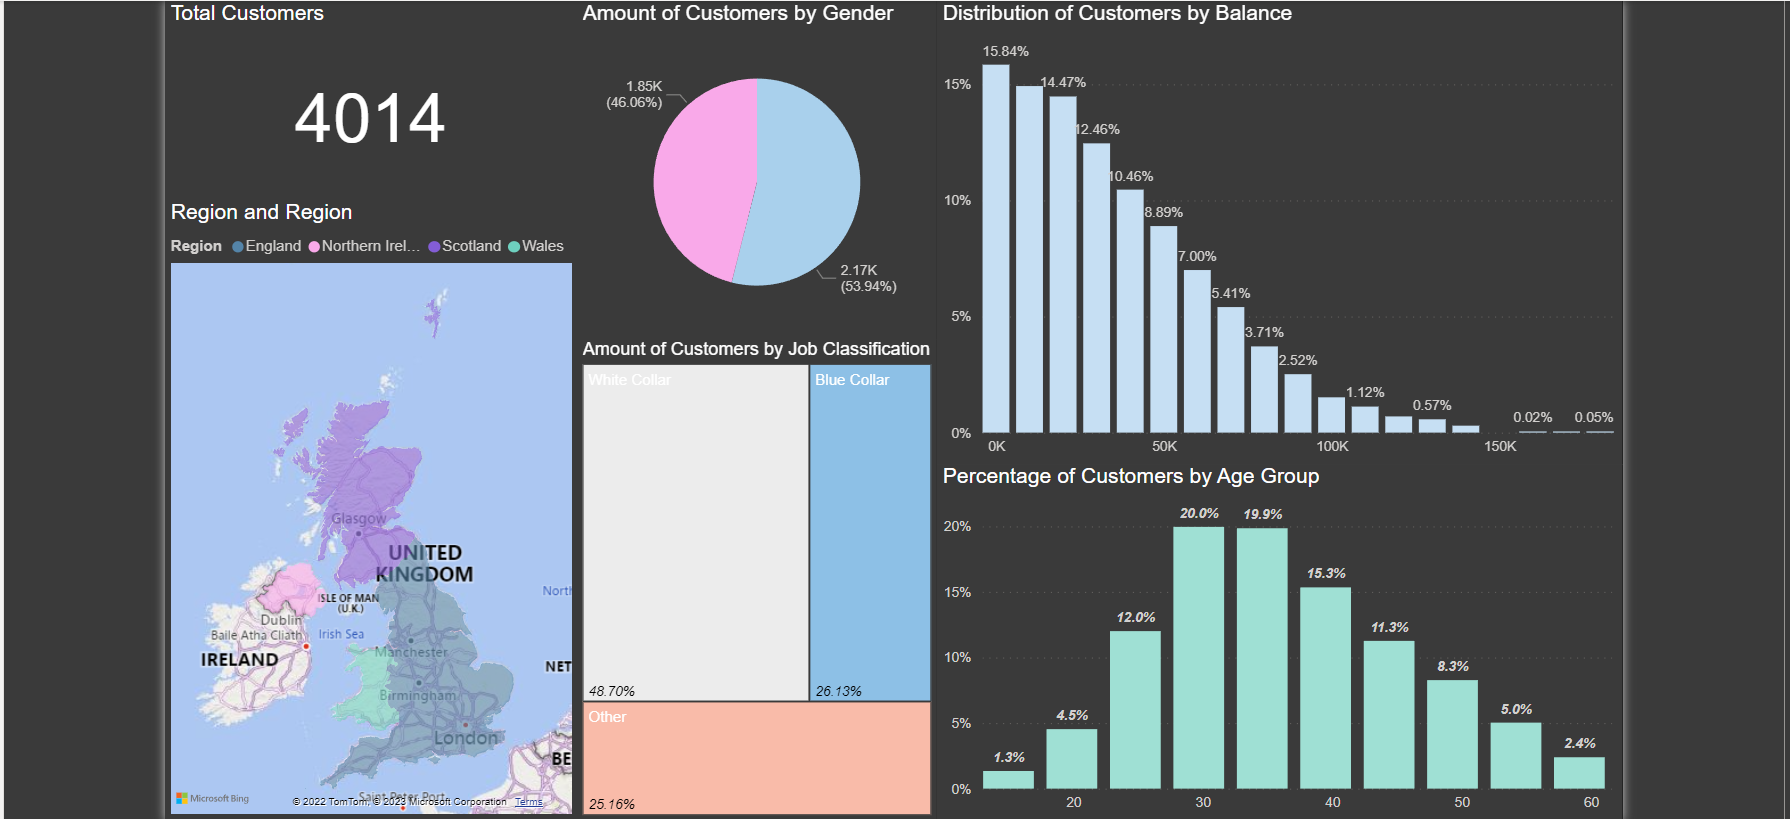 Total Customers
4014
Region and Region
Region England Northern Irel... Scotland Wales
Glasgow
UNITED
KINGDOM
ISLE OF MAN
(U.K.)
North
Dublin
Baile Atha Cliath
Irish Sea
IRELAND
Manchester
NET
Birmingham
London
BE
Saint Peter Port
Microsoft Bing
© 2022 TomTom, © 2023 Microsoft Corporation Terms
Amount of Customers by Gender
1.85K
(46.06%)
2.17K
(53.94%)
Amount of Customers by Job Classification
White Collar
48.70%
Blue Collar
26.13%
Other
25.16%
Distribution of Customers by Balance
15.84%
14.47%
12.46%
10.46%
8.89%
7.00%
5.41%
3.71%
2.52%
1.12%
0.57%
0.02%
0.05%
15%
10%
5%
0%
0K 50K 100K 150K
Percentage of Customers by Age Group
20%
15%
10%
5%
0%
1.3%
4.5%
12.0%
20.0%
19.9%
15.3%
11.3%
8.3%
5.0%
2.4%
20 30 40 50 60